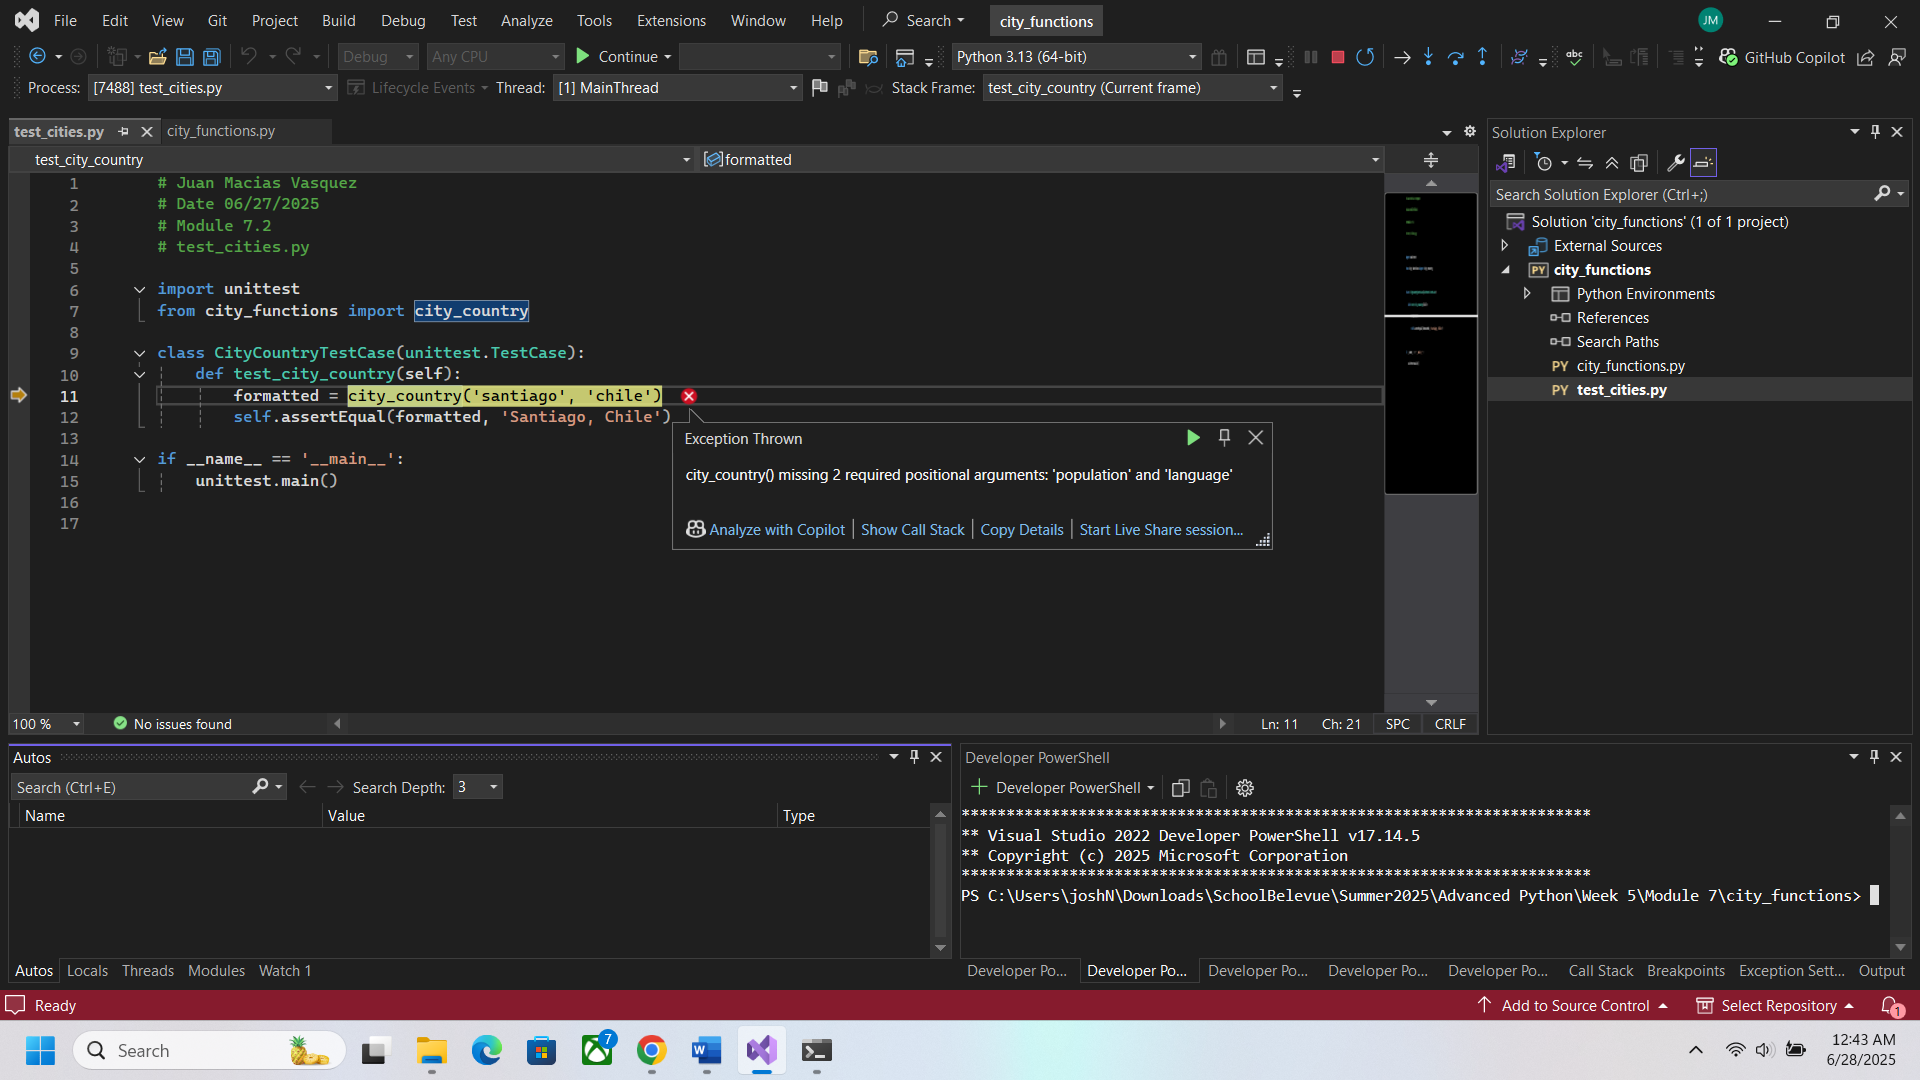 File Edit View Git Project Build Debug Test Analyze Tools Extensions Window Help Search city_functions JM
Debug Any CPU Continue Python 3.13 (64-bit) abc GitHub Copilot
Process: [7488] test_cities.py Lifecycle Events Thread: [1] MainThread Stack Frame: test_city_country (Current frame)
test_cities.py city_functions.py
test_city_country formatted
1 # Juan Macias Vasquez
2 # Date 06/27/2025
3 # Module 7.2
4 # test_cities.py
5
6 import unittest
7 from city_functions import city_country
8
9 class CityCountryTestCase(unittest.TestCase):
10 def test_city_country(self):
11 formatted = city_country('santiago', 'chile')
12 self.assertEqual(formatted, 'Santiago, Chile')
13
14 if __name__ == '__main__':
15 unittest.main()
16
17
Exception Thrown
city_country() missing 2 required positional arguments: 'population' and 'language'
Analyze with Copilot Show Call Stack Copy Details Start Live Share session...
100 % No issues found Ln: 11 Ch: 21 SPC CRLF
Solution Explorer
Search Solution Explorer (Ctrl+;)
Solution 'city_functions' (1 of 1 project)
External Sources
PY city_functions
Python Environments
References
Search Paths
PY city_functions.py
PY test_cities.py
Autos
Search (Ctrl+E) Search Depth: 3
Name Value Type
Autos Locals Threads Modules Watch 1
Developer PowerShell
Developer PowerShell
**********************************************************************
** Visual Studio 2022 Developer PowerShell v17.14.5
** Copyright (c) 2025 Microsoft Corporation
**********************************************************************
PS C:\Users\joshN\Downloads\SchoolBelevue\Summer2025\Advanced Python\Week 5\Module 7\city_functions>
Developer Po... Developer Po... Developer Po... Developer Po... Developer Po... Call Stack Breakpoints Exception Sett... Output
Ready Add to Source Control Select Repository 1
Search 7 12:43 AM
6/28/2025